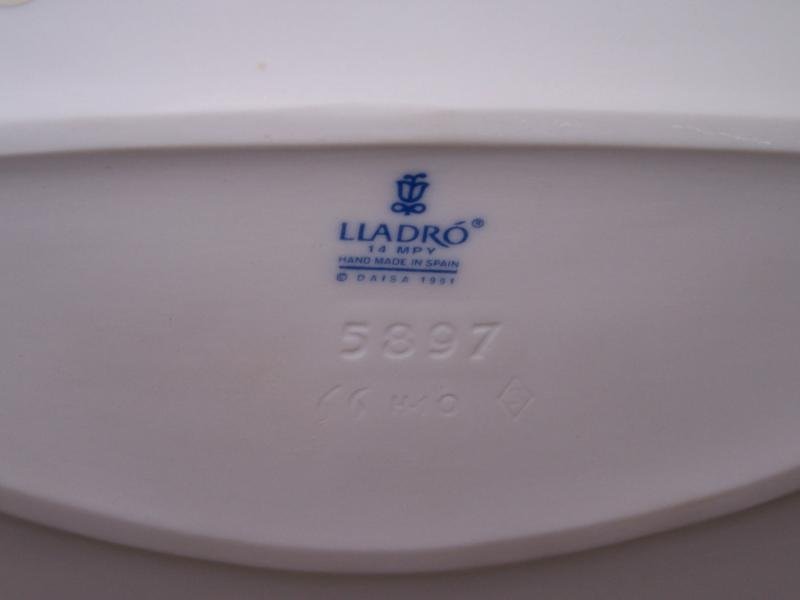 LLADRÓ®
14 MPY
HAND MADE IN SPAIN
© DAISA 1991
5897